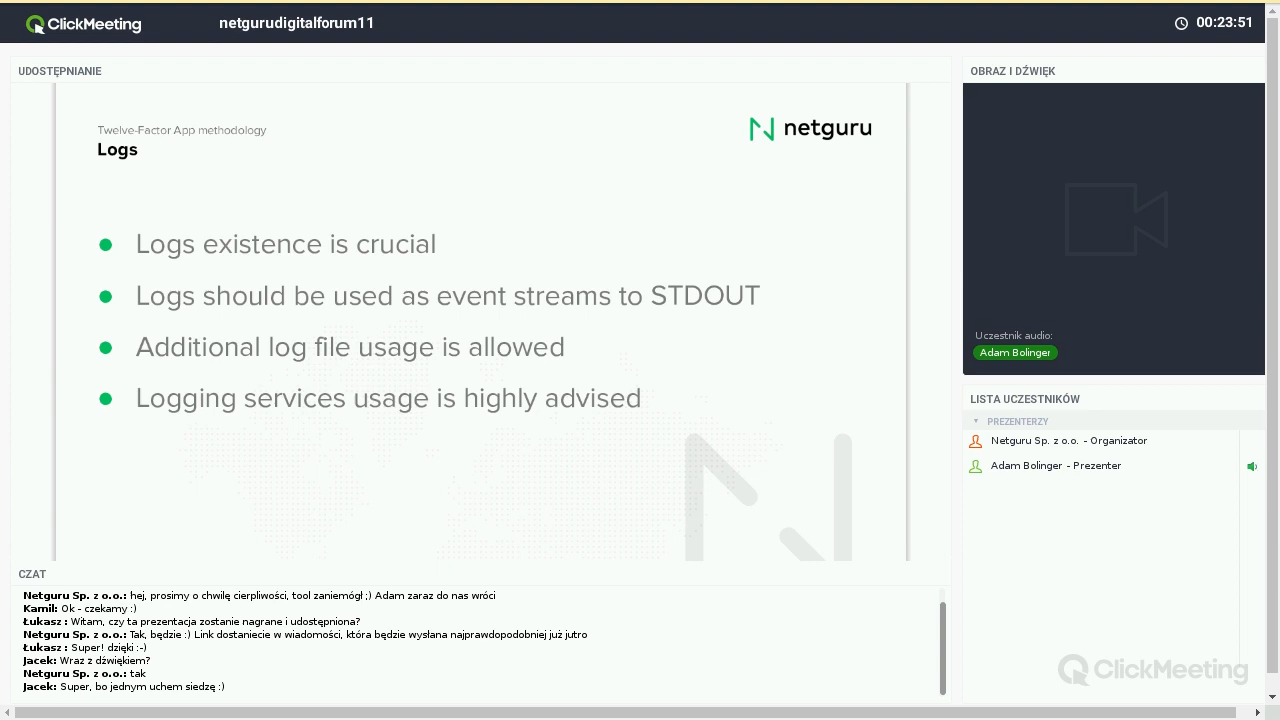 ClickMeeting
netgurudigitalforum11
00:23:51
UDOSTĘPNIANIE
Twelve-Factor App methodology
Logs
netguru
Logs existence is crucial
Logs should be used as event streams to STDOUT
Additional log file usage is allowed
Logging services usage is highly advised
CZAT
Netguru Sp. z o.o.: hej, prosimy o chwilę cierpliwości, tool zaniemógł ;) Adam zaraz do nas wróci
Kamil: Ok - czekamy :)
Łukasz : Witam, czy ta prezentacja zostanie nagrane i udostępniona?
Netguru Sp. z o.o.: Tak, będzie :) Link dostaniecie w wiadomości, która będzie wysłana najprawdopodobniej już jutro
Łukasz : Super! dzięki :-)
Jacek: Wraz z dźwiękiem?
Netguru Sp. z o.o.: tak
Jacek: Super, bo jednym uchem siedzę :)
OBRAZ I DŹWIĘK
Uczestnik audio:
Adam Bolinger
LISTA UCZESTNIKÓW
PREZENTERZY
Netguru Sp. z o.o. - Organizator
Adam Bolinger - Prezenter
ClickMeeting